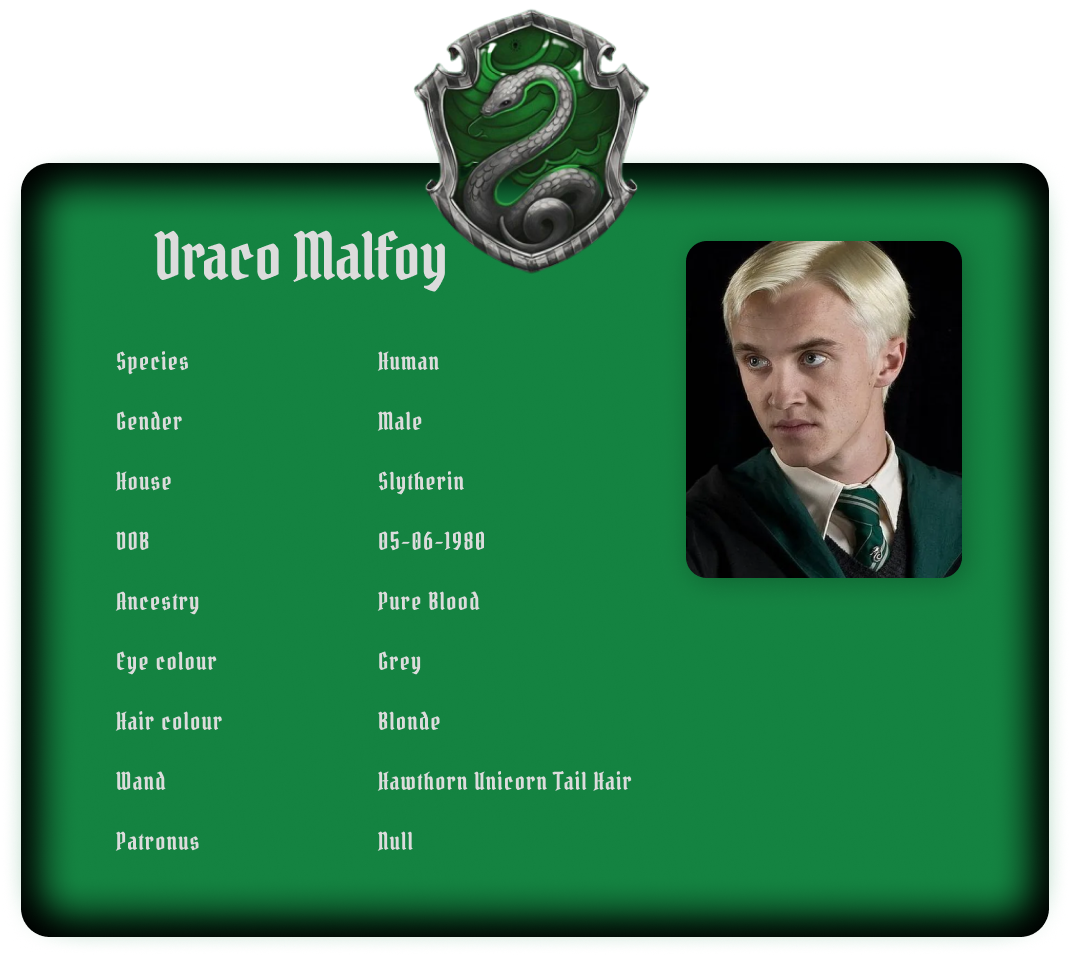 Draco Malfoy
Species Human
Gender Male
House Slytherin
DOB 05-06-1980
Ancestry Pure Blood
Eye colour Grey
Hair colour Blonde
Wand Hawthorn Unicorn Tail Hair
Patronus Null